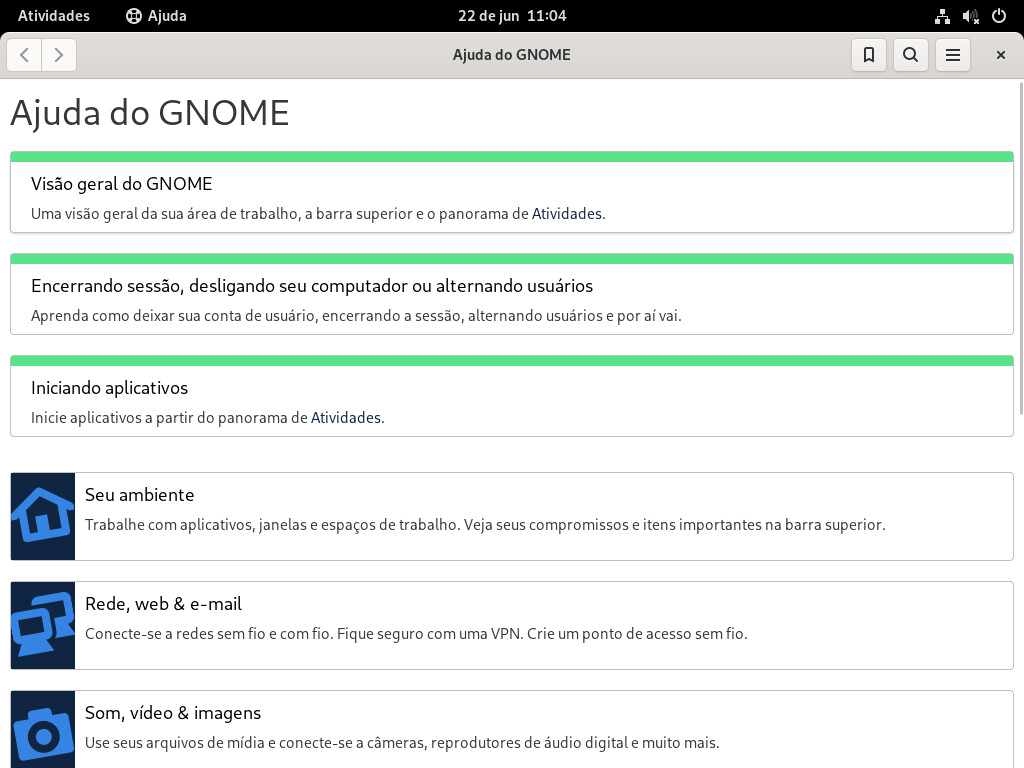 Atividades Ajuda 22 de jun 11:04
Ajuda do GNOME
Ajuda do GNOME
Visão geral do GNOME
Uma visão geral da sua área de trabalho, a barra superior e o panorama de Atividades.
Encerrando sessão, desligando seu computador ou alternando usuários
Aprenda como deixar sua conta de usuário, encerrando a sessão, alternando usuários e por aí vai.
Iniciando aplicativos
Inicie aplicativos a partir do panorama de Atividades.
Seu ambiente
Trabalhe com aplicativos, janelas e espaços de trabalho. Veja seus compromissos e itens importantes na barra superior.
Rede, web & e-mail
Conecte-se a redes sem fio e com fio. Fique seguro com uma VPN. Crie um ponto de acesso sem fio.
Som, vídeo & imagens
Use seus arquivos de mídia e conecte-se a câmeras, reprodutores de áudio digital e muito mais.